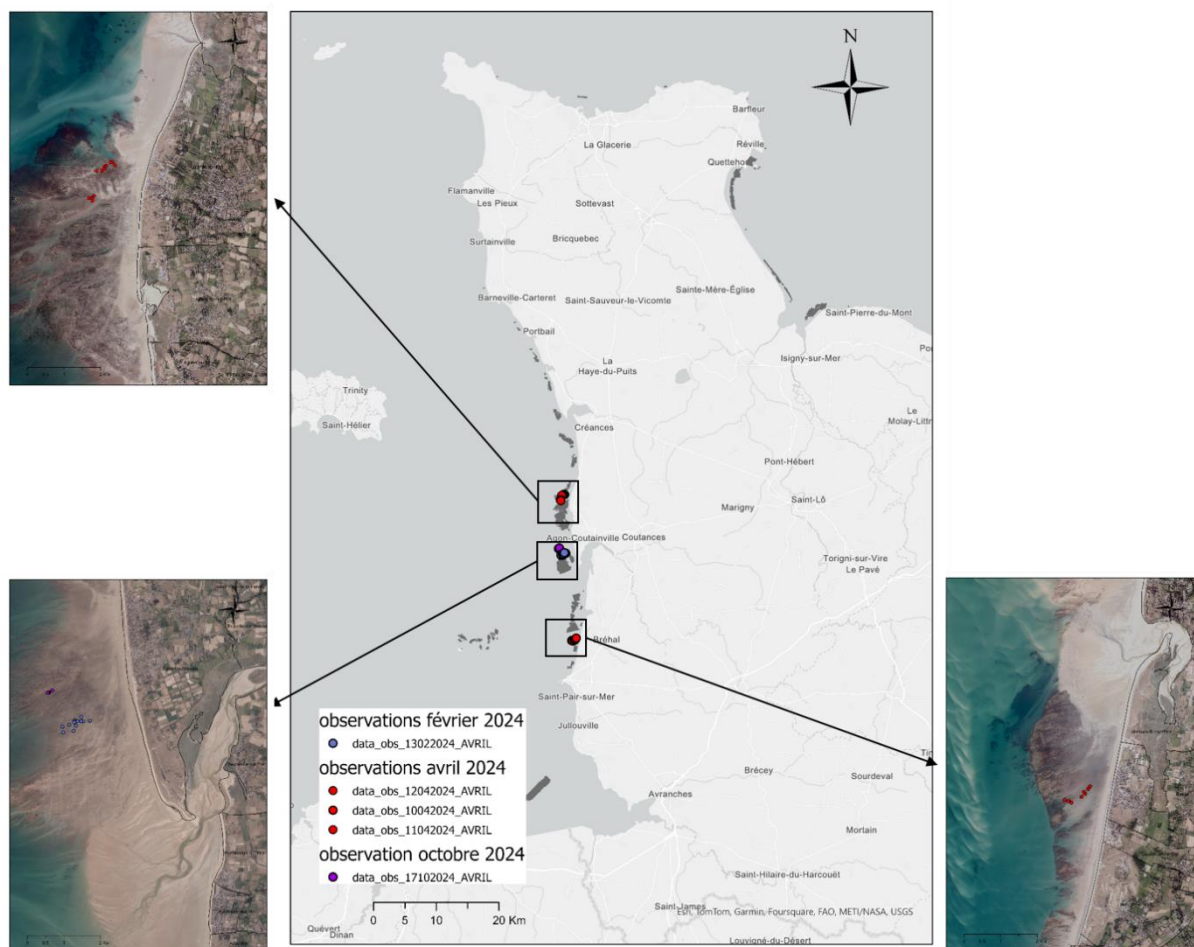 N
Barfleur
La Glacerie
Réville
Quetteho
Flamanville
Les Pieux
Sottevast
Surtainville
Bricquebec
Sainte-Mère-Église
Barneville-Carteret
Saint-Sauveur-le-Vicomte
Saint-Pierre-du-Mont
Portbail
Isigny-sur-Mer
La
Haye-du-Puits
Trinity
Le
Molay-Littr
Saint-Hélier
Créances
Pont-Hébert
Saint-Lô
Marigny
Agon-Coutainville
Coutances
Torigni-sur-Vire
Le Pavé
Bréhal
Saint-Pair-sur-Mer
Jullouville
observations février 2024
data_obs_13022024_AVRIL
observations avril 2024
data_obs_12042024_AVRIL
data_obs_10042024_AVRIL
data_obs_11042024_AVRIL
observation octobre 2024
data_obs_17102024_AVRIL
0 10 20 Km
Brécey
Sourdeval
Avranches
Mortain
Saint-Hilaire-du-Harcouët
Saint-James
Esri, TomTom, Garmin, Foursquare, FAO, METI/NASA, USGS
Quévert
Dinan
Louvigné-du-Désert